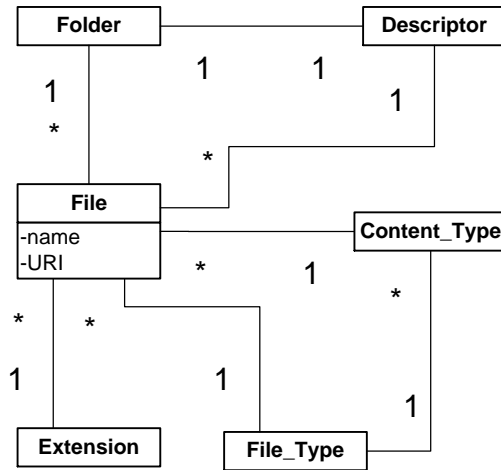 Folder
Descriptor
1
1
1
1
*
*
File
-name
-URI
Content_Type
*
1
*
*
*
1
1
1
Extension
File_Type